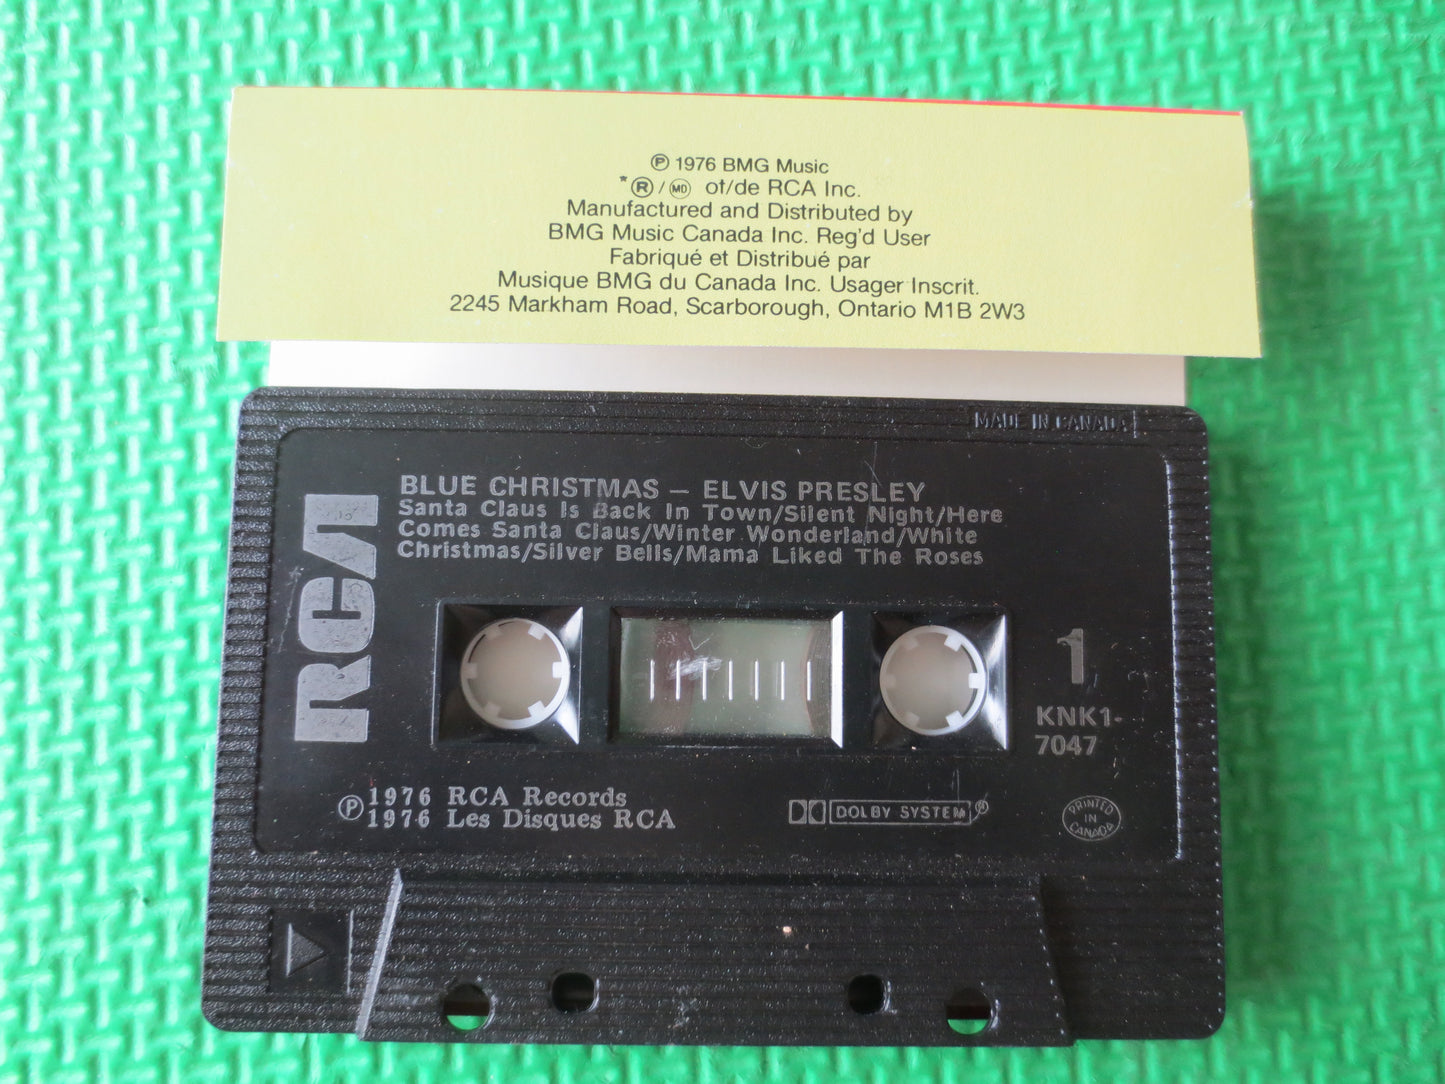 ℗ 1976 BMG Music
*®/MD of/de RCA Inc.
Manufactured and Distributed by
BMG Music Canada Inc. Reg'd User
Fabriqué et Distribué par
Musique BMG du Canada Inc. Usager Inscrit.
2245 Markham Road, Scarborough, Ontario M1B 2W3
MADE IN CANADA
BLUE CHRISTMAS – ELVIS PRESLEY
Santa Claus Is Back In Town/Silent Night/Here
Comes Santa Claus/Winter Wonderland/White
Christmas/Silver Bells/Mama Liked The Roses
RCA
1
KNK1-
7047
℗ 1976 RCA Records
1976 Les Disques RCA
DOLBY SYSTEM®
PRINTED
IN
CANADA